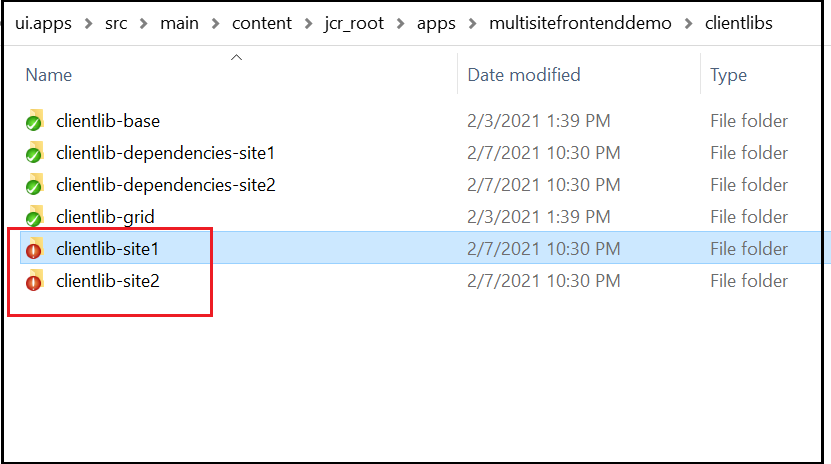 ui.apps > src > main > content > jcr_root > apps > multisitefrontenddemo > clientlibs
Name Date modified Type
clientlib-base 2/3/2021 1:39 PM File folder
clientlib-dependencies-site1 2/7/2021 10:30 PM File folder
clientlib-dependencies-site2 2/7/2021 10:30 PM File folder
clientlib-grid 2/3/2021 1:39 PM File folder
clientlib-site1 2/7/2021 10:30 PM File folder
clientlib-site2 2/7/2021 10:30 PM File folder